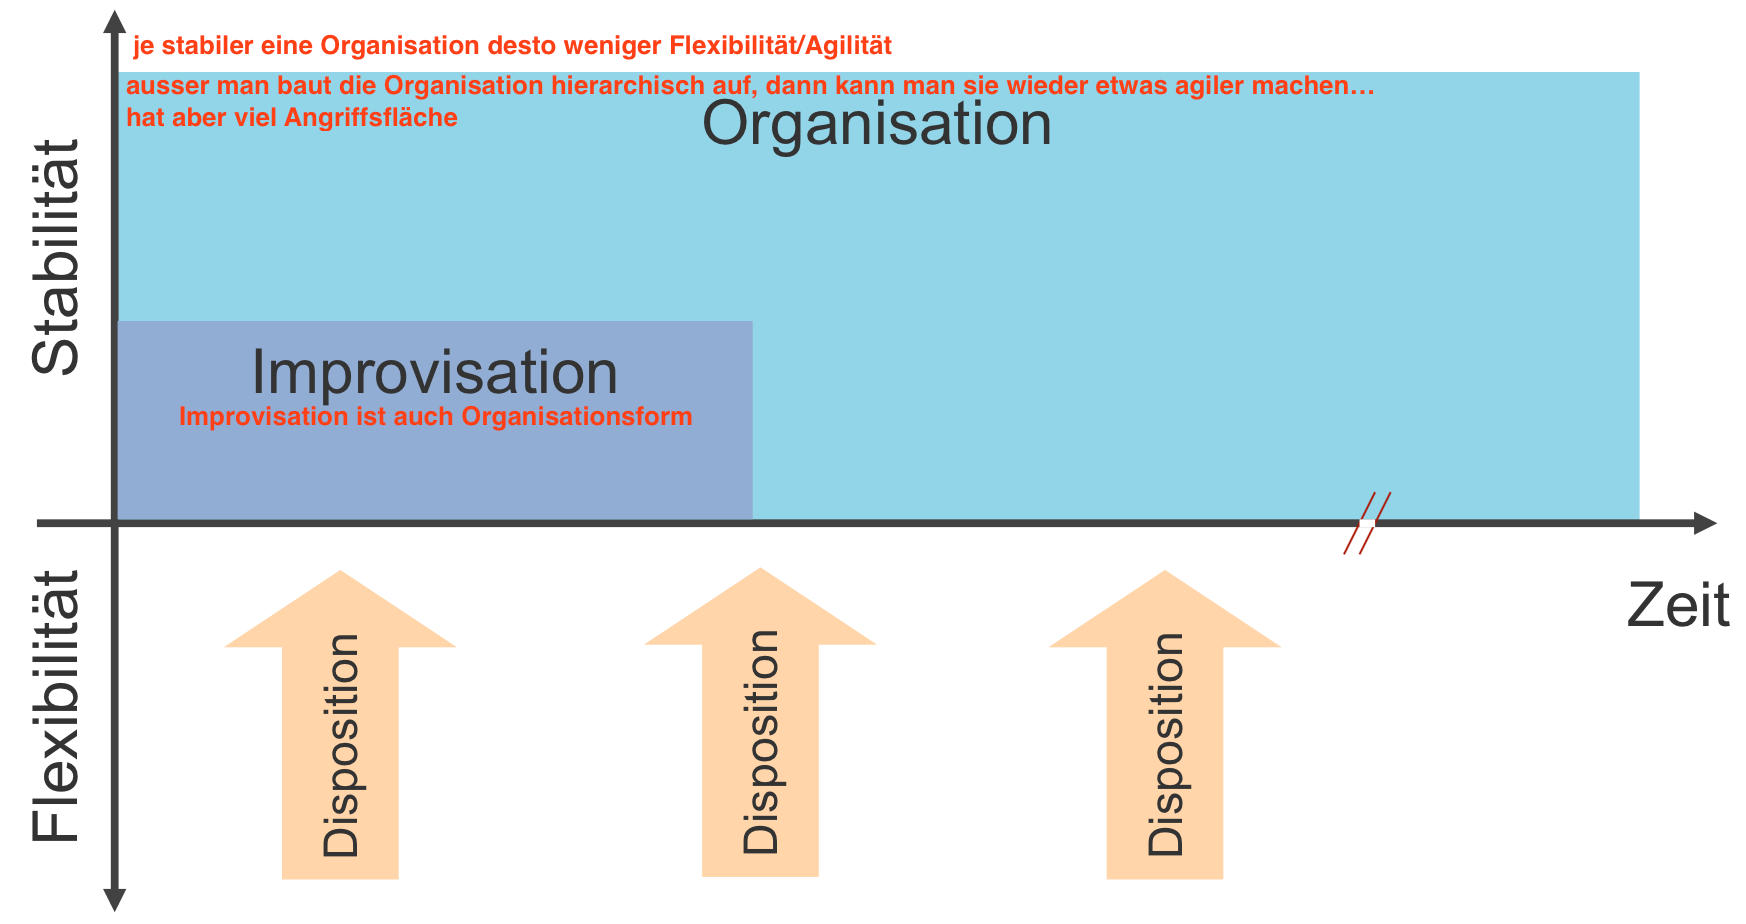 je stabiler eine Organisation desto weniger Flexibilität/Agilität
ausser man baut die Organisation hierarchisch auf, dann kann man sie wieder etwas agiler machen…
hat aber viel Angriffsfläche
Organisation
Stabilität
Improvisation
Improvisation ist auch Organisationsform
Zeit
Flexibilität
Disposition
Disposition
Disposition